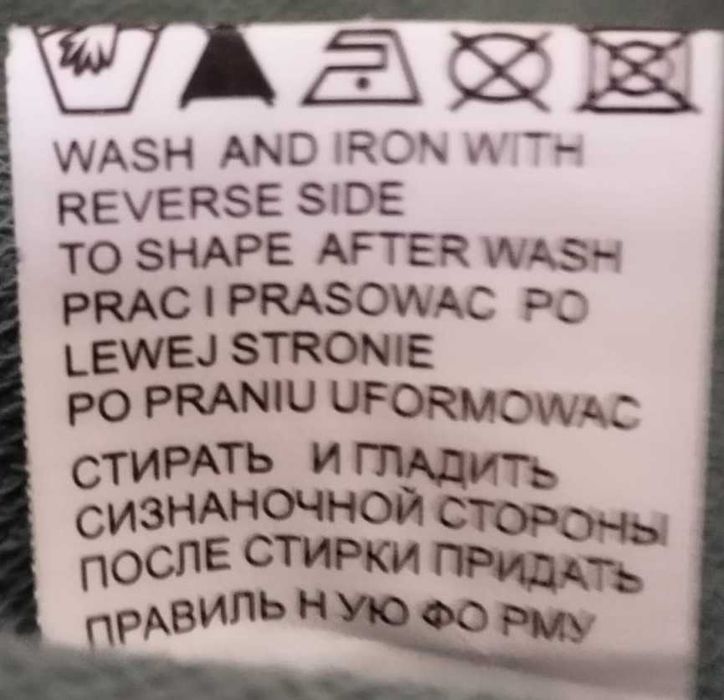 WASH AND IRON WITH
REVERSE SIDE
TO SHAPE AFTER WASH
PRAC I PRASOWAC PO
LEWEJ STRONIE
PO PRANIU UFORMOWAC
СТИРАТЬ И ГЛАДИТЬ
СИЗНАНОЧНОЙ СТОРОНЫ
ПОСЛЕ СТИРКИ ПРИДАТЬ
ПРАВИЛЬ Н УЮ ФО РМУ